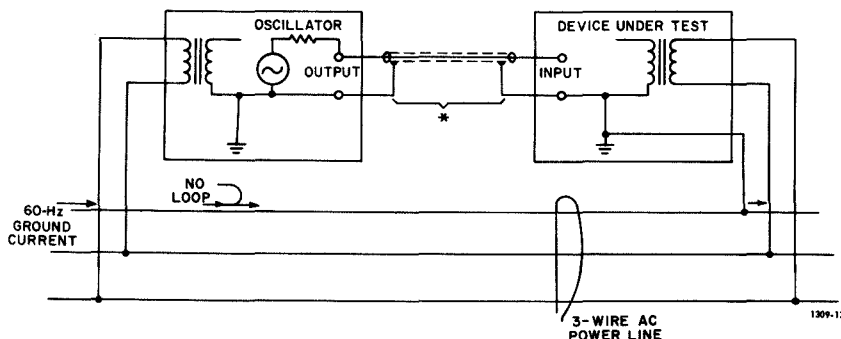 OSCILLATOR
DEVICE UNDER TEST
OUTPUT
INPUT
*
NO
LOOP
60-Hz
GROUND
CURRENT
3-WIRE AC
POWER LINE